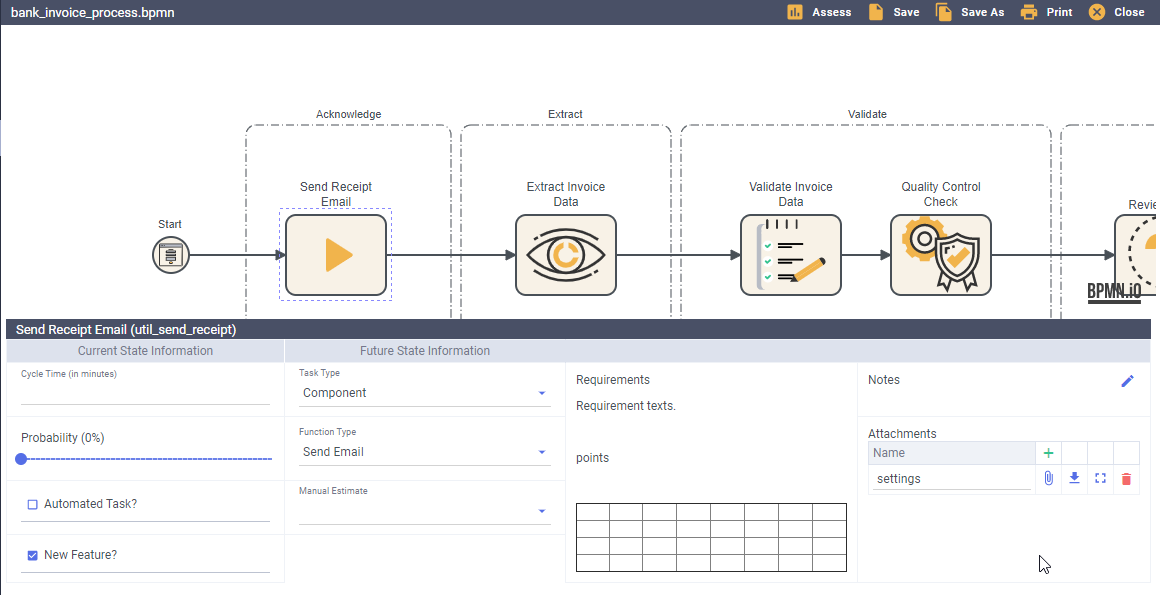 bank_invoice_process.bpmn
Assess
Save
Save As
Print
Close
Acknowledge
Extract
Validate
Send Receipt
Email
Extract Invoice
Data
Validate Invoice
Data
Quality Control
Check
Start
Revie
BPMN.iO
Send Receipt Email (util_send_receipt)
Current State Information
Future State Information
Cycle Time (in minutes)
Probability (0%)
Automated Task?
New Feature?
Task Type
Component
Function Type
Send Email
Manual Estimate
Requirements
Requirement texts.
points
Notes
Attachments
Name
settings